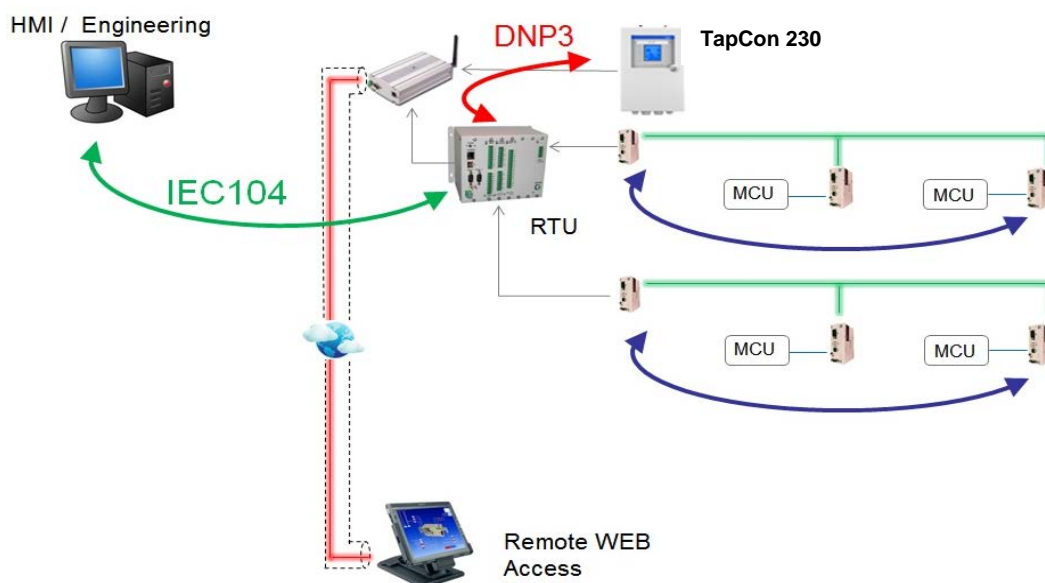 HMI / Engineering
DNP3
TapCon 230
IEC104
RTU
MCU
MCU
MCU
MCU
Remote WEB
Access